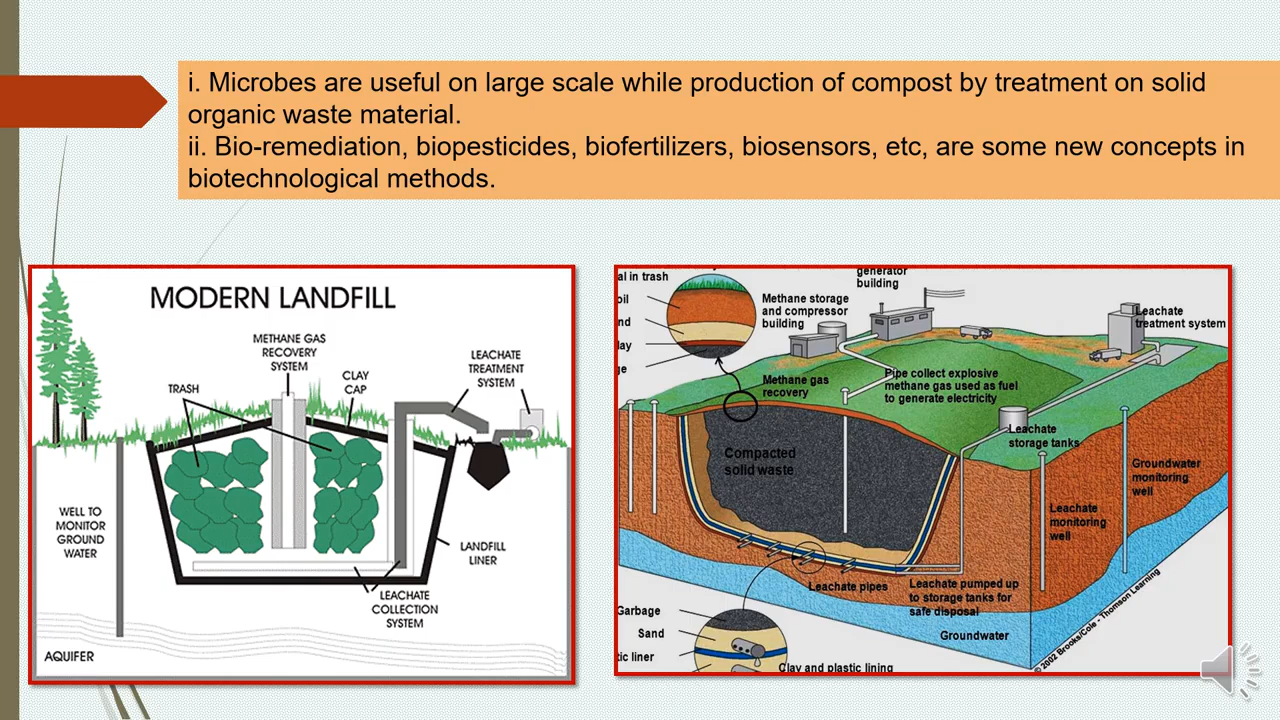 i. Microbes are useful on large scale while production of compost by treatment on solid
organic waste material.
ii. Bio-remediation, biopesticides, biofertilizers, biosensors, etc, are some new concepts in
biotechnological methods.
MODERN LANDFILL
METHANE GAS
RECOVERY
SYSTEM
LEACHATE
TREATMENT
SYSTEM
CLAY
CAP
TRASH
WELL TO
MONITOR
GROUND
WATER
LANDFILL
LINER
LEACHATE
COLLECTION
SYSTEM
AQUIFER
al in trash
oil
nd
lay
ge
Methane storage
and compressor
building
generator
building
Leachate
treatment system
Methane gas
recovery
Pipe collect explosive
methane gas used as fuel
to generate electricity
Leachate
storage tanks
Compacted
solid waste
Groundwater
monitoring
well
Leachate
monitoring
well
Leachate pipes
Leachate pumped up
to storage tanks for
safe disposal
Groundwater
Garbage
Sand
tic liner
Clay and plastic lining
© 2002 Brooks/Cole - Thomson Learning